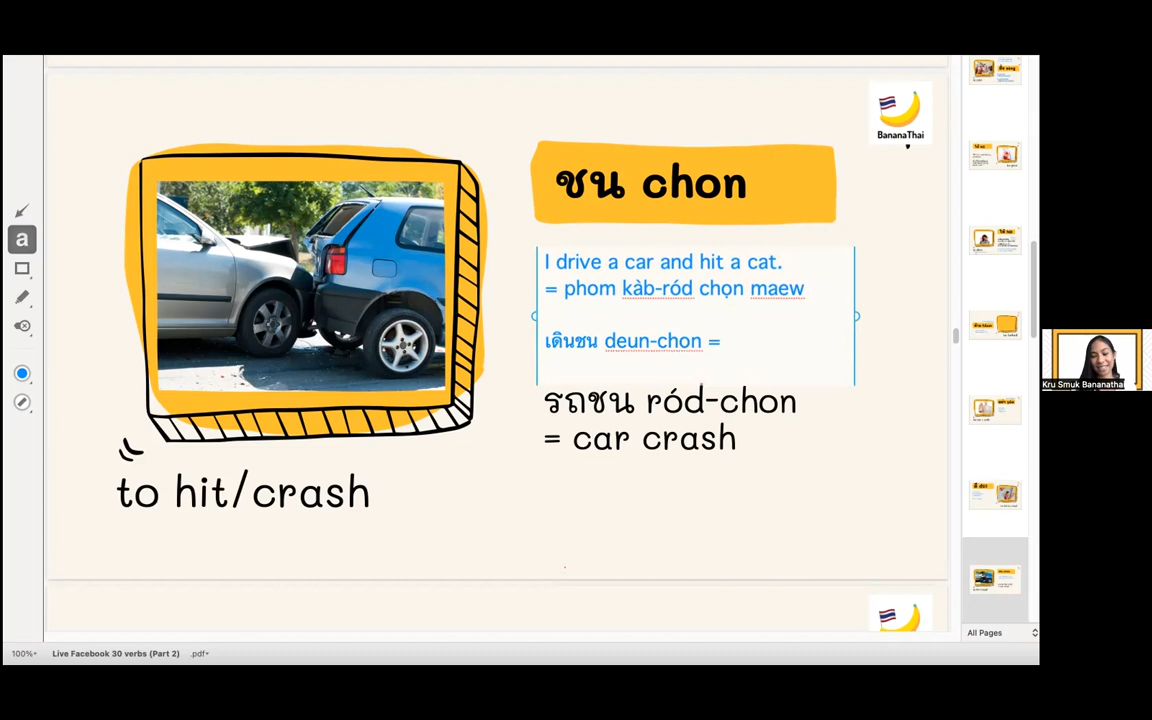 BananaThai
ชน chon
I drive a car and hit a cat.
= phom kàb-ród chọn maew
เดินชน deun-chon =
รถชน ród-chon
= car crash
to hit/crash
a
Kru Smuk Bananathai
All Pages
100%
Live Facebook 30 verbs (Part 2)
.pdf